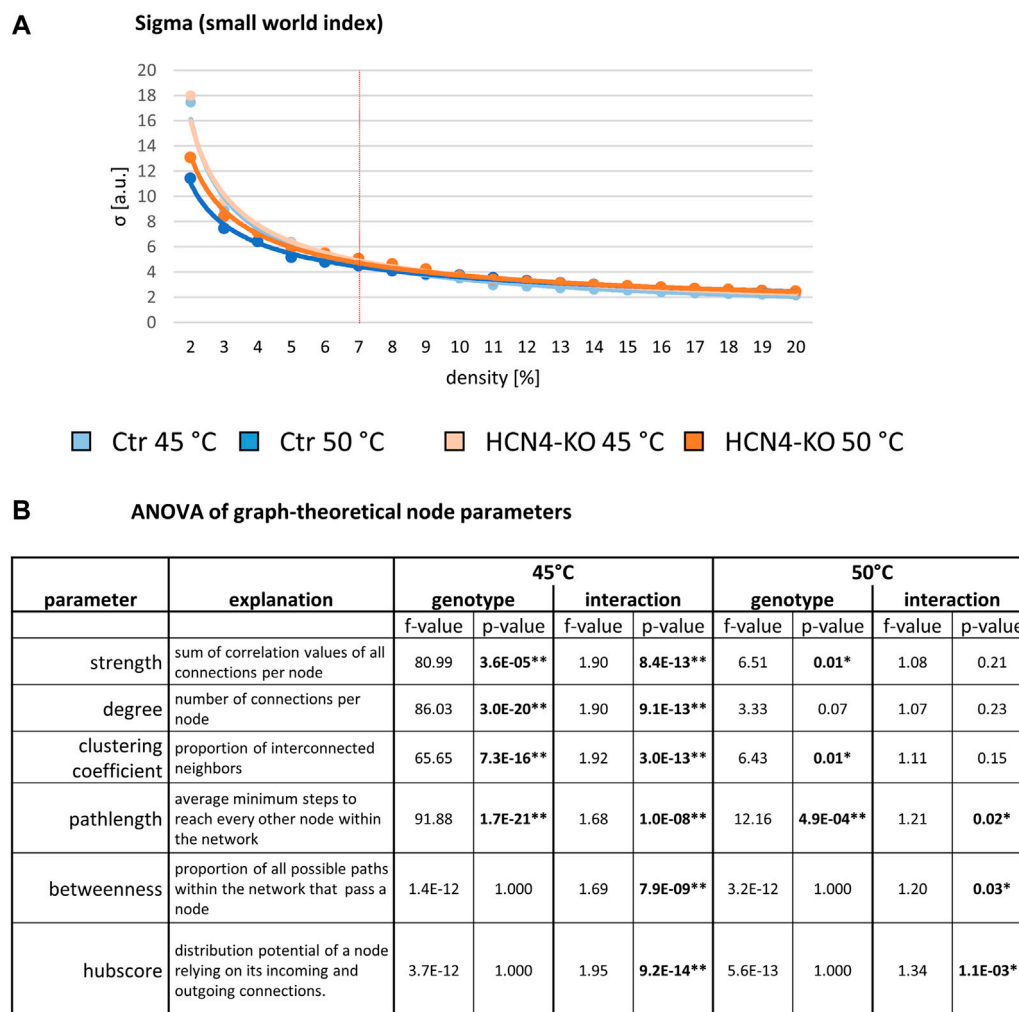 A
Sigma (small world index)
20
18
16
14
12
10
8
6
4
2
0
σ [a.u.]
2 3 4 5 6 7 8 9 10 11 12 13 14 15 16 17 18 19 20
density [%]
Ctr 45 °C Ctr 50 °C HCN4-KO 45 °C HCN4-KO 50 °C
B
ANOVA of graph-theoretical node parameters
45°C 50°C
parameter explanation genotype interaction genotype interaction
f-value p-value f-value p-value f-value p-value f-value p-value
strength sum of correlation values of all connections per node 80.99 3.6E-05** 1.90 8.4E-13** 6.51 0.01* 1.08 0.21
degree number of connections per node 86.03 3.0E-20** 1.90 9.1E-13** 3.33 0.07 1.07 0.23
clustering coefficient proportion of interconnected neighbors 65.65 7.3E-16** 1.92 3.0E-13** 6.43 0.01* 1.11 0.15
pathlength average minimum steps to reach every other node within the network 91.88 1.7E-21** 1.68 1.0E-08** 12.16 4.9E-04** 1.21 0.02*
betweenness proportion of all possible paths within the network that pass a node 1.4E-12 1.000 1.69 7.9E-09** 3.2E-12 1.000 1.20 0.03*
hubscore distribution potential of a node relying on its incoming and outgoing connections. 3.7E-12 1.000 1.95 9.2E-14** 5.6E-13 1.000 1.34 1.1E-03*